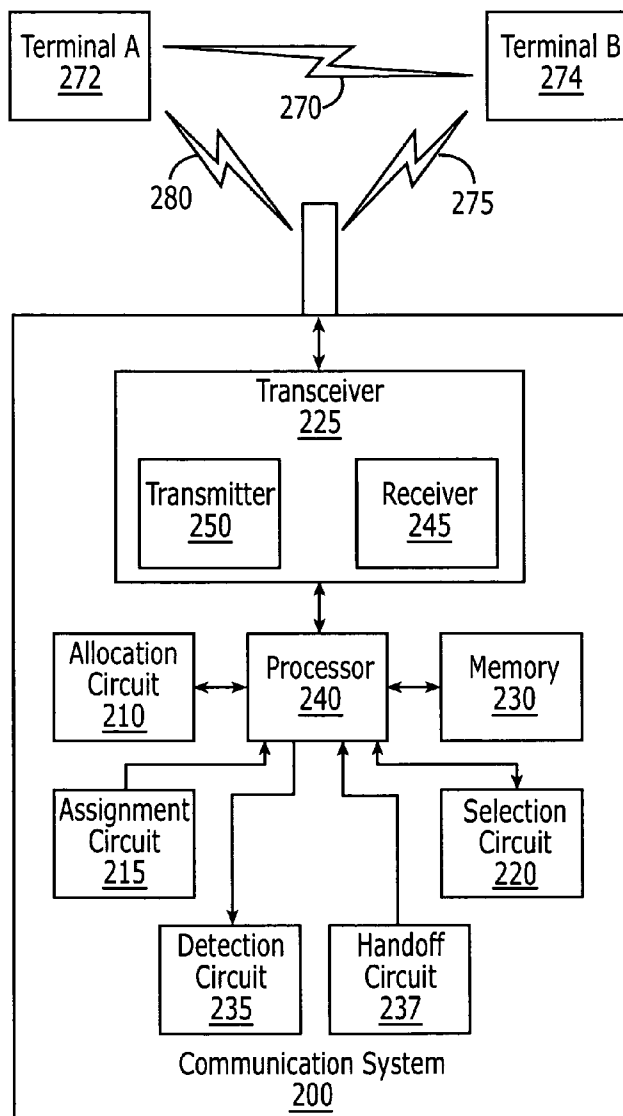 Terminal A
272
Terminal B
274
270
280
275
Transceiver
225
Transmitter
250
Receiver
245
Allocation
Circuit
210
Processor
240
Memory
230
Assignment
Circuit
215
Selection
Circuit
220
Detection
Circuit
235
Handoff
Circuit
237
Communication System
200